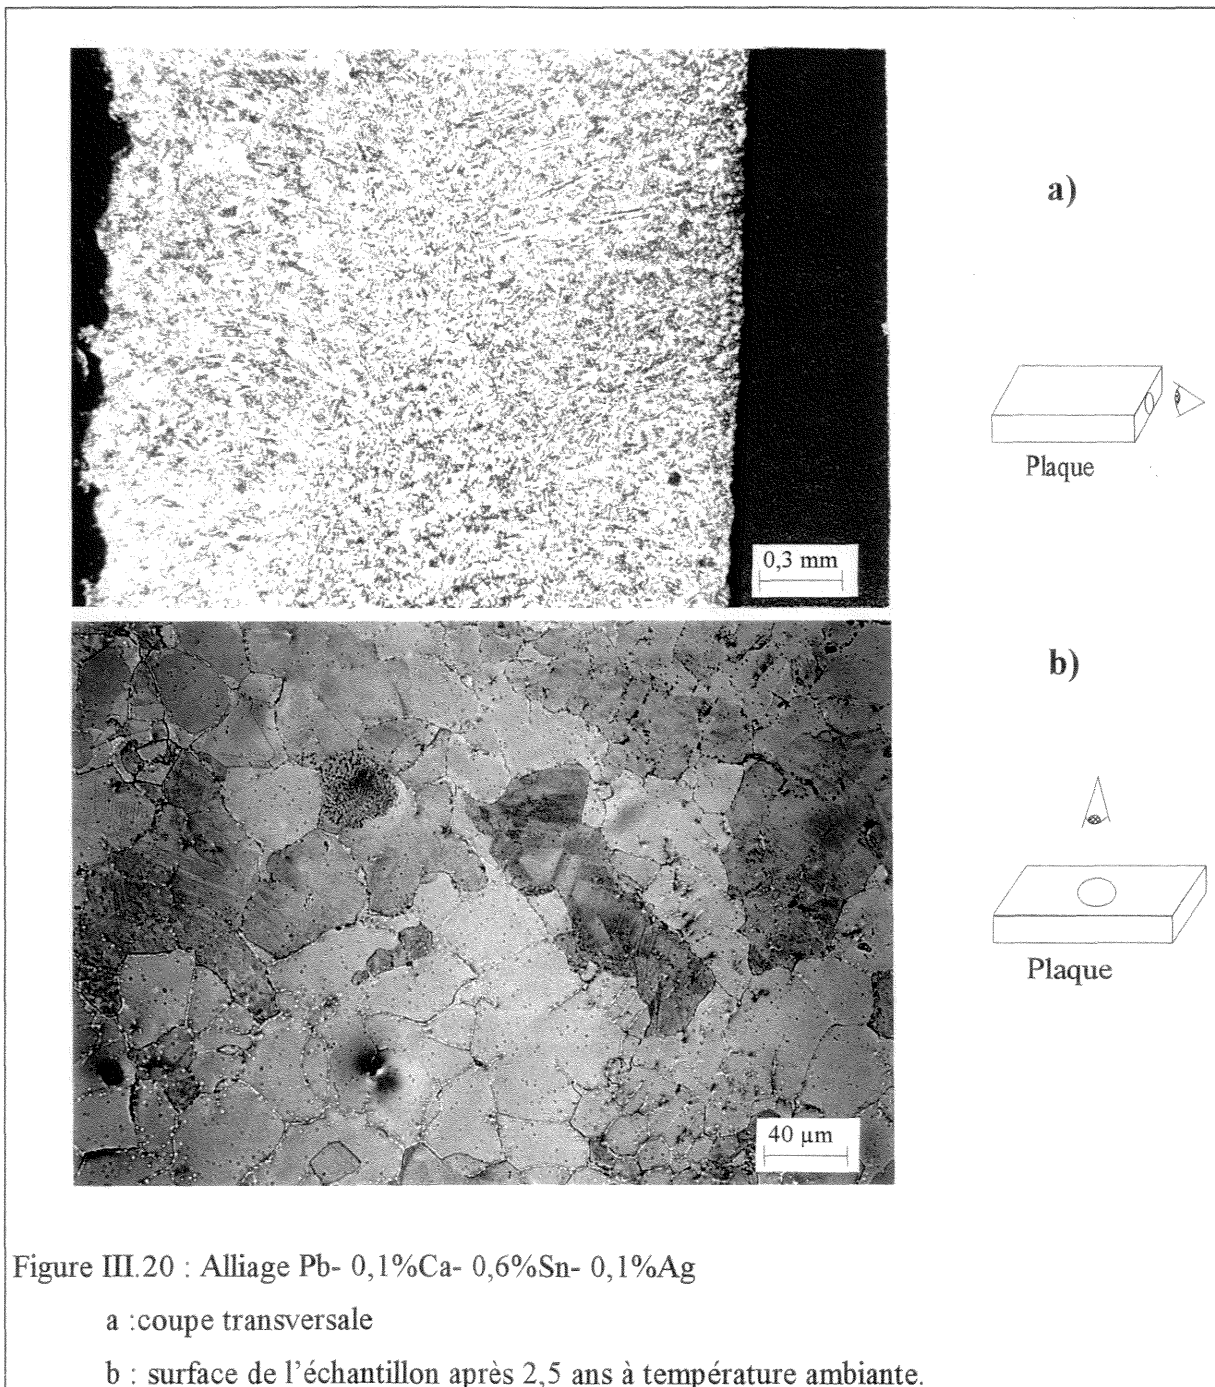 a)
Plaque
0,3 mm
b)
Plaque
40 µm
Figure III.20 : Alliage Pb- 0,1%Ca- 0,6%Sn- 0,1%Ag
a :coupe transversale
b : surface de l'échantillon après 2,5 ans à température ambiante.